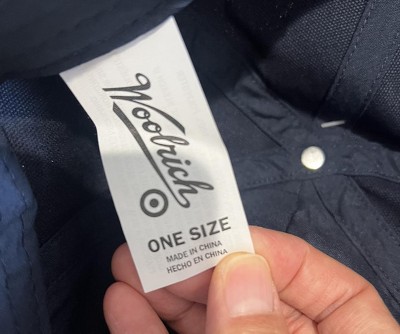 Woolrich
ONE SIZE
MADE IN CHINA
HECHO EN CHINA